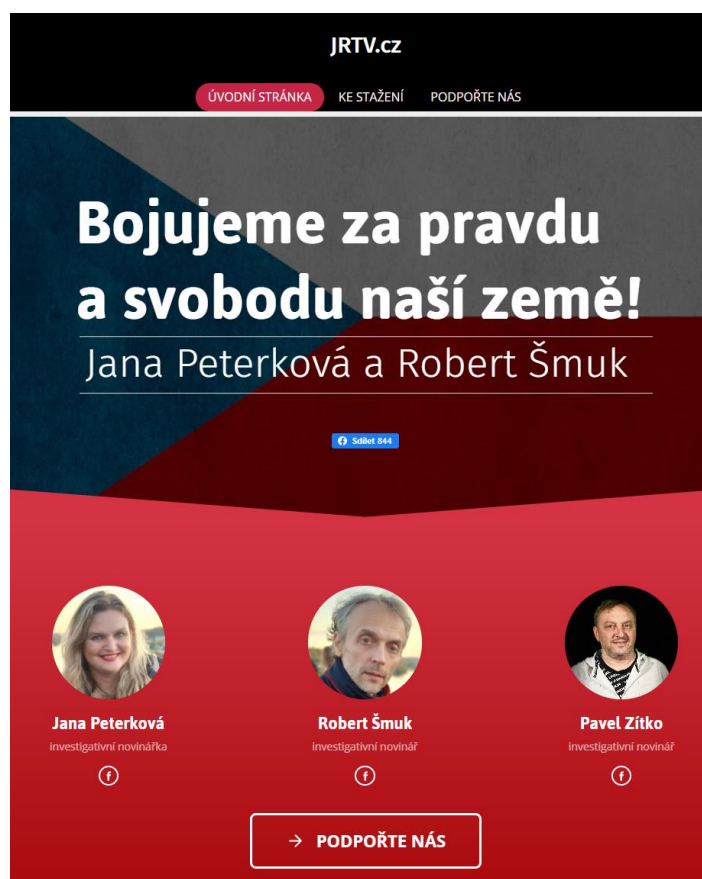 JRTV.cz
ÚVODNÍ STRÁNKA KE STAŽENÍ PODPOŘTE NÁS
Bojujeme za pravdu
a svobodu naší země!
Jana Peterková a Robert Šmuk
Sdílet 844
Jana Peterková Robert Šmuk Pavel Zítko
investigativní novinářka investigativní novinář investigativní novinář
→ PODPOŘTE NÁS